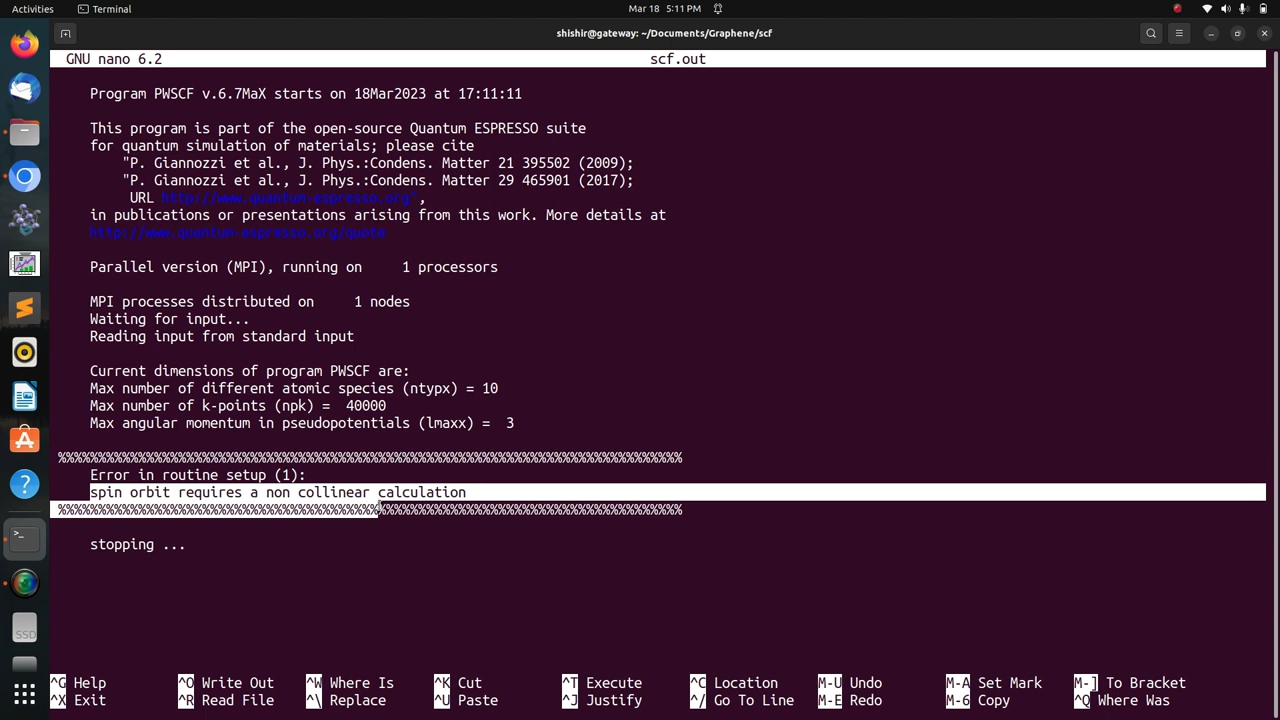 Activities Terminal Mar 18 5:11 PM
shishir@gateway: ~/Documents/Graphene/scf
GNU nano 6.2 scf.out
Program PWSCF v.6.7MaX starts on 18Mar2023 at 17:11:11
This program is part of the open-source Quantum ESPRESSO suite
for quantum simulation of materials; please cite
"P. Giannozzi et al., J. Phys.:Condens. Matter 21 395502 (2009);
"P. Giannozzi et al., J. Phys.:Condens. Matter 29 465901 (2017);
URL http://www.quantum-espresso.org",
in publications or presentations arising from this work. More details at
http://www.quantum-espresso.org/quote
Parallel version (MPI), running on 1 processors
MPI processes distributed on 1 nodes
Waiting for input...
Reading input from standard input
Current dimensions of program PWSCF are:
Max number of different atomic species (ntypx) = 10
Max number of k-points (npk) = 40000
Max angular momentum in pseudopotentials (lmaxx) = 3
%%%%%%%%%%%%%%%%%%%%%%%%%%%%%%%%%%%%%%%%%%%%%%%%%%%%%%%%%%%%%%%%%%%%%%%%%%%%%%%%
Error in routine setup (1):
spin orbit requires a non collinear calculation
%%%%%%%%%%%%%%%%%%%%%%%%%%%%%%%%%%%%%%%%%%%%%%%%%%%%%%%%%%%%%%%%%%%%%%%%%%%%%%%%
stopping ...
SSD
^G Help ^O Write Out ^W Where Is ^K Cut ^T Execute ^C Location M-U Undo M-A Set Mark M-] To Bracket
^X Exit ^R Read File ^\ Replace ^U Paste ^J Justify ^/ Go To Line M-E Redo M-6 Copy ^Q Where Was